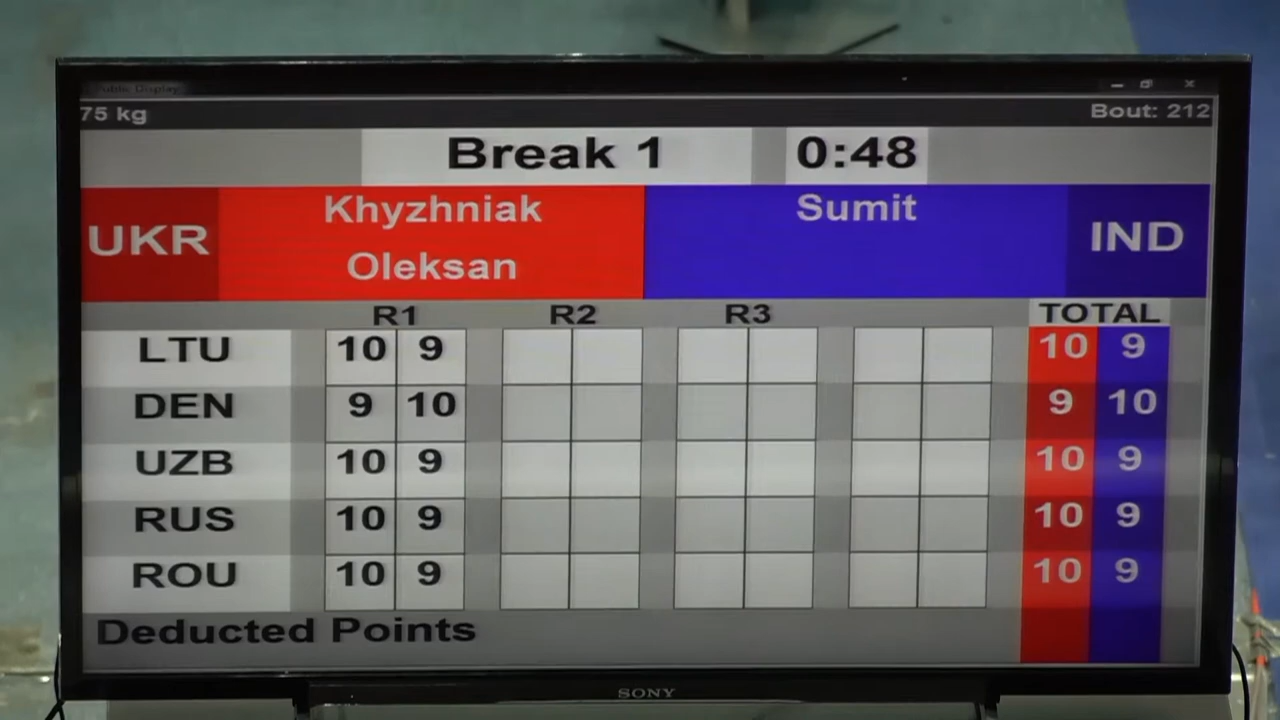 Public Display
75 kg Bout: 212
Break 1 0:48
UKR Khyzhniak Oleksan Sumit IND
R1 R2 R3 TOTAL
LTU 10 9 10 9
DEN 9 10 9 10
UZB 10 9 10 9
RUS 10 9 10 9
ROU 10 9 10 9
Deducted Points
SONY